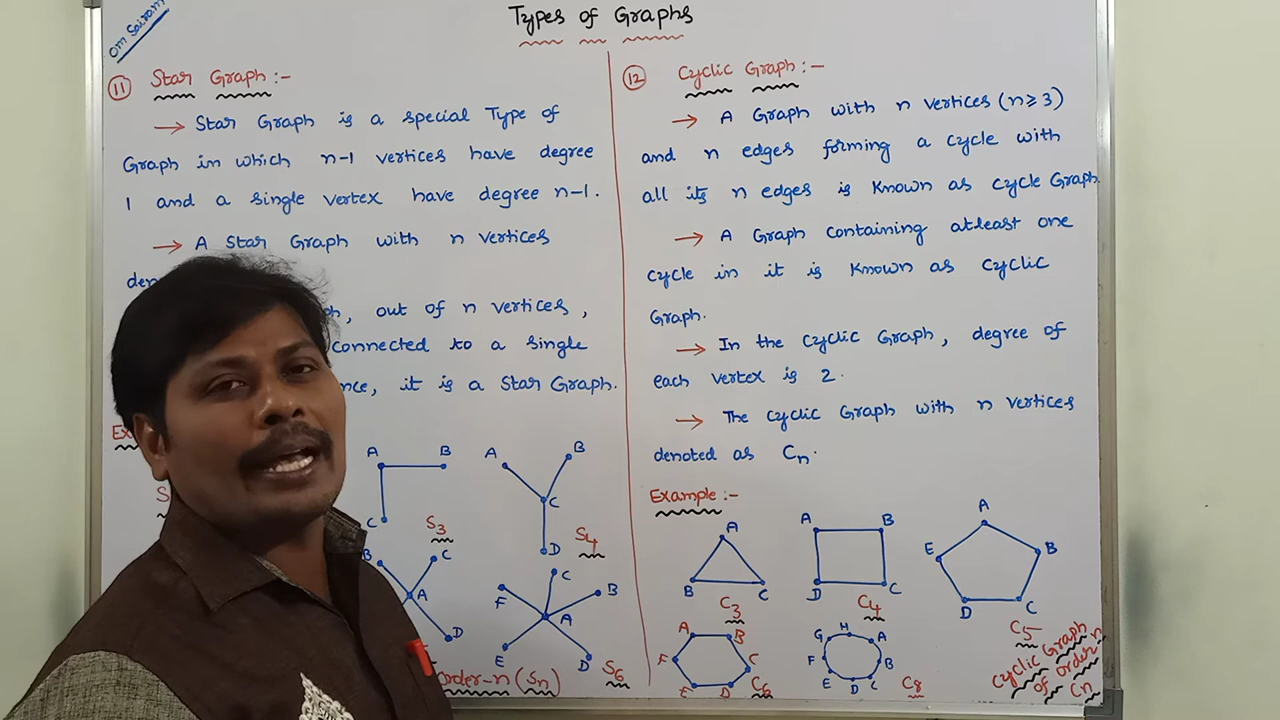 Om Sairam
Types of Graphs
11 Star Graph :-
→ Star Graph is a special Type of
Graph in which n-1 vertices have degree
1 and a single vertex have degree n-1.
→ A Star Graph with n vertices
out of n vertices,
connected to a single
it is a Star Graph.
A B
C S3
A B
C
D S4
B C
A
D
F C B
A
E D S6
order-n (Sn)
12 Cyclic Graph :-
→ A Graph with n vertices (n≥3)
and n edges forming a cycle with
all its n edges is known as cycle Graph.
→ A Graph containing atleast one
cycle in it is known as cyclic
Graph.
→ In the cyclic Graph, degree of
each vertex is 2.
→ The cyclic Graph with n vertices
denoted as Cn.
Example :-
A
B C
C3
A B
D C
C4
A
E B
D C
C5
A B
F C
E D C6
G H A
F B
E D C C8
Cyclic Graph
of order-n
Cn